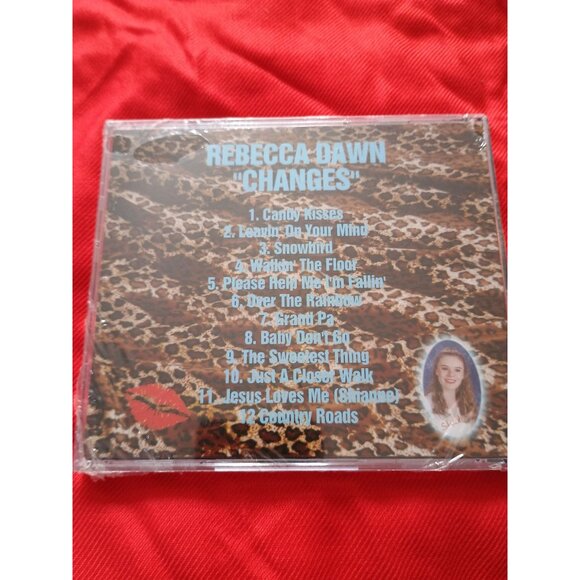 REBECCA DAWN
"CHANGES"
1. Candy Kisses
2. Leavin' On Your Mind
3. Snowbird
4. Walkin' The Floor
5. Please Help Me I'm Fallin'
6. Over The Rainbow
7. Grand Pa
8. Baby Don't Go
9. The Sweetest Thing
10. Just A Closer Walk
11. Jesus Loves Me
12 Country Roads